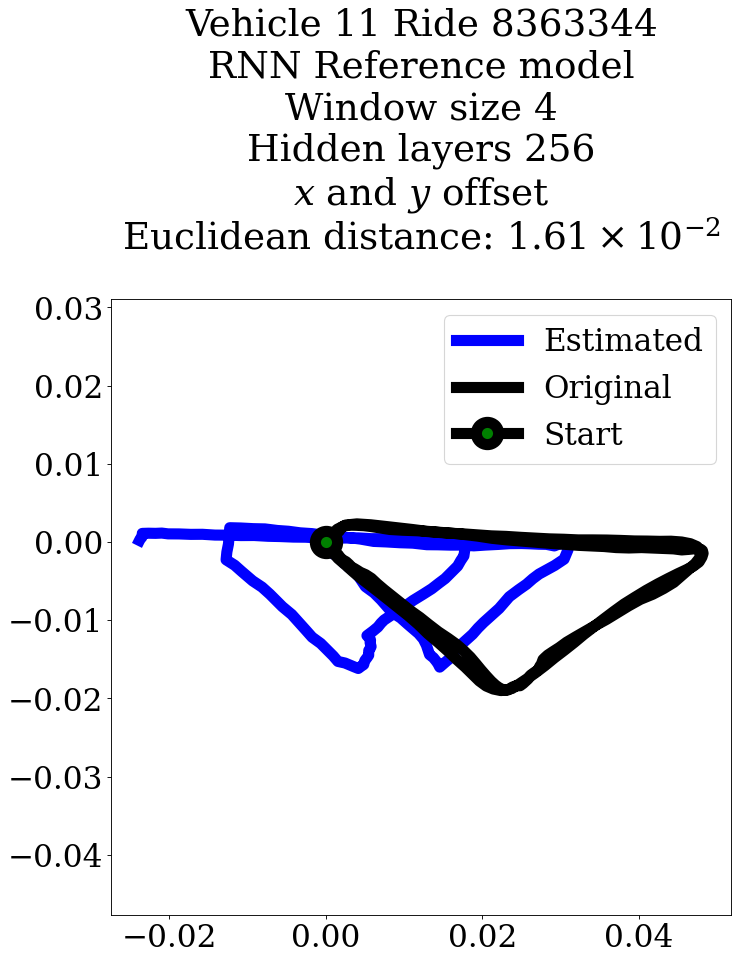 Vehicle 11 Ride 8363344
RNN Reference model
Window size 4
Hidden layers 256
x and y offset
Euclidean distance: 1.61 × 10⁻²
0.03
0.02
0.01
0.00
−0.01
−0.02
−0.03
−0.04
Estimated
Original
Start
−0.02 0.00 0.02 0.04